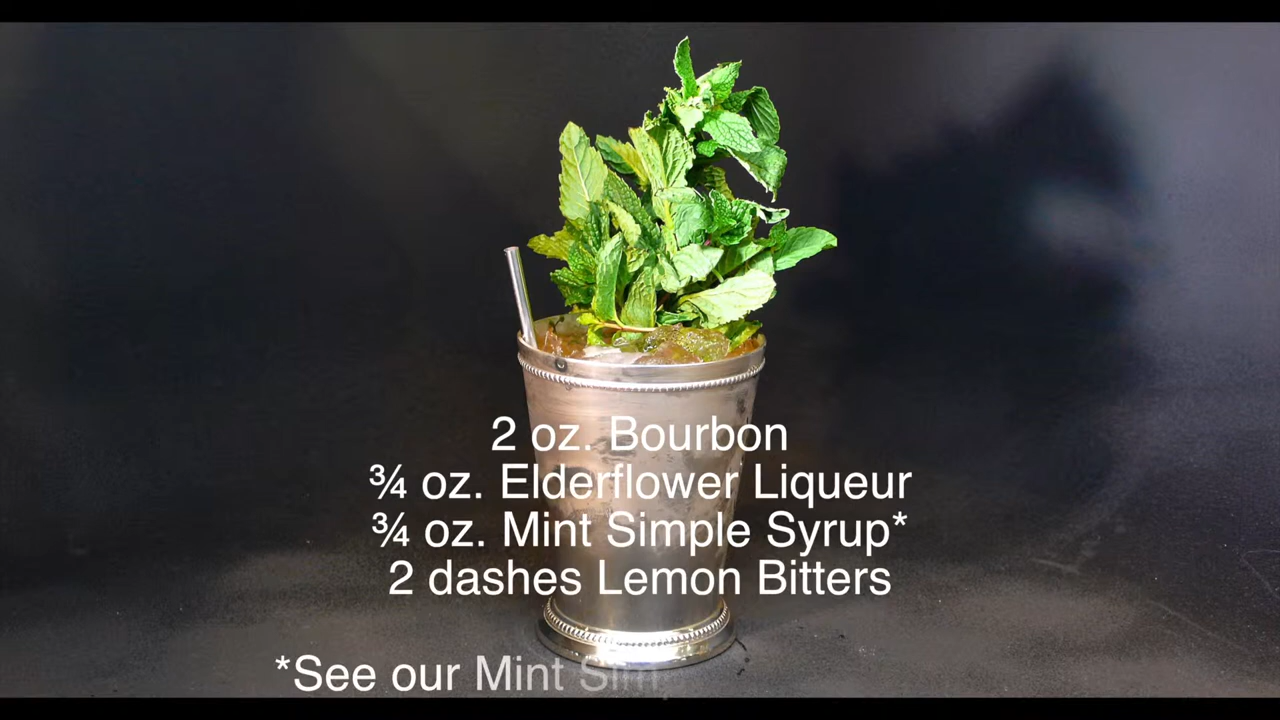 2 oz. Bourbon
¾ oz. Elderflower Liqueur
¾ oz. Mint Simple Syrup*
2 dashes Lemon Bitters
*See our Mint